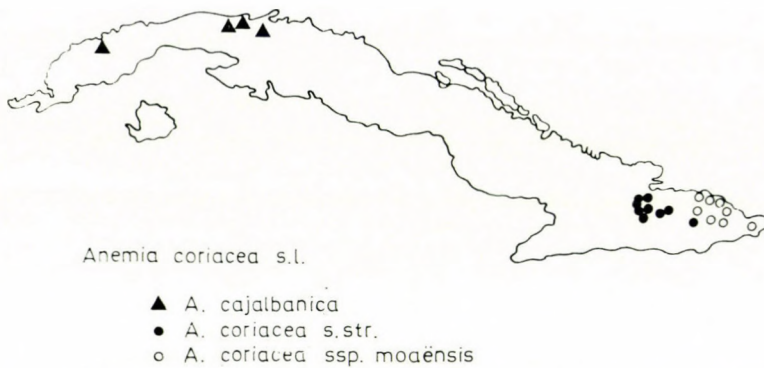 Anemia coriacea s.l.
▲ A. cajalbanica
● A. coriacea s.str.
○ A. coriacea ssp. moaënsis